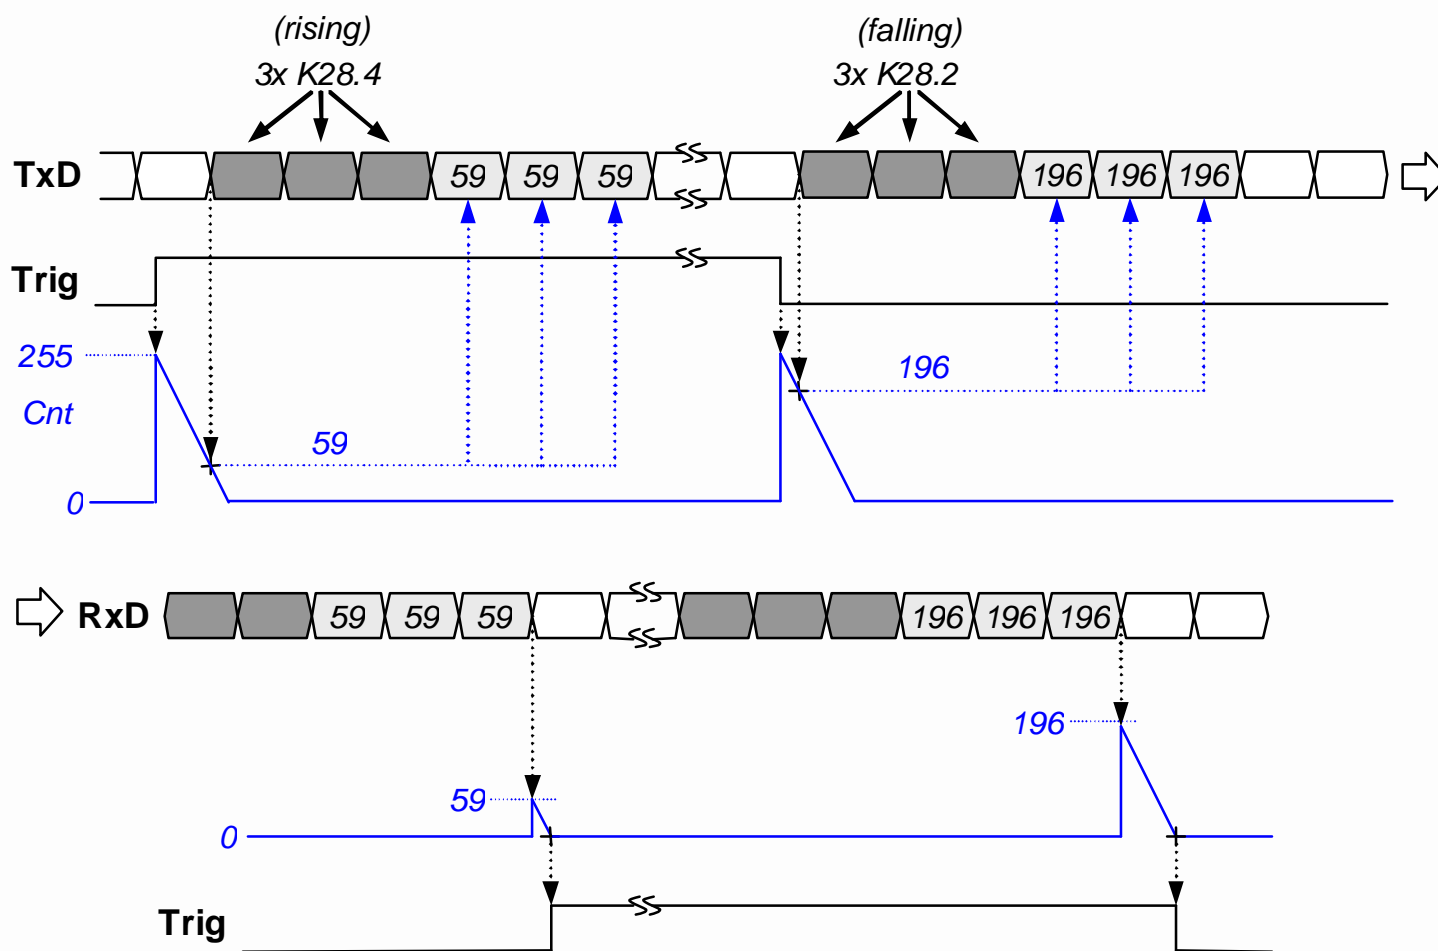 (rising)
3x K28.4
(falling)
3x K28.2
TxD 59 59 59 196 196 196
Trig
255
Cnt
59
196
0
RxD 59 59 59 196 196 196
196
59
0
Trig